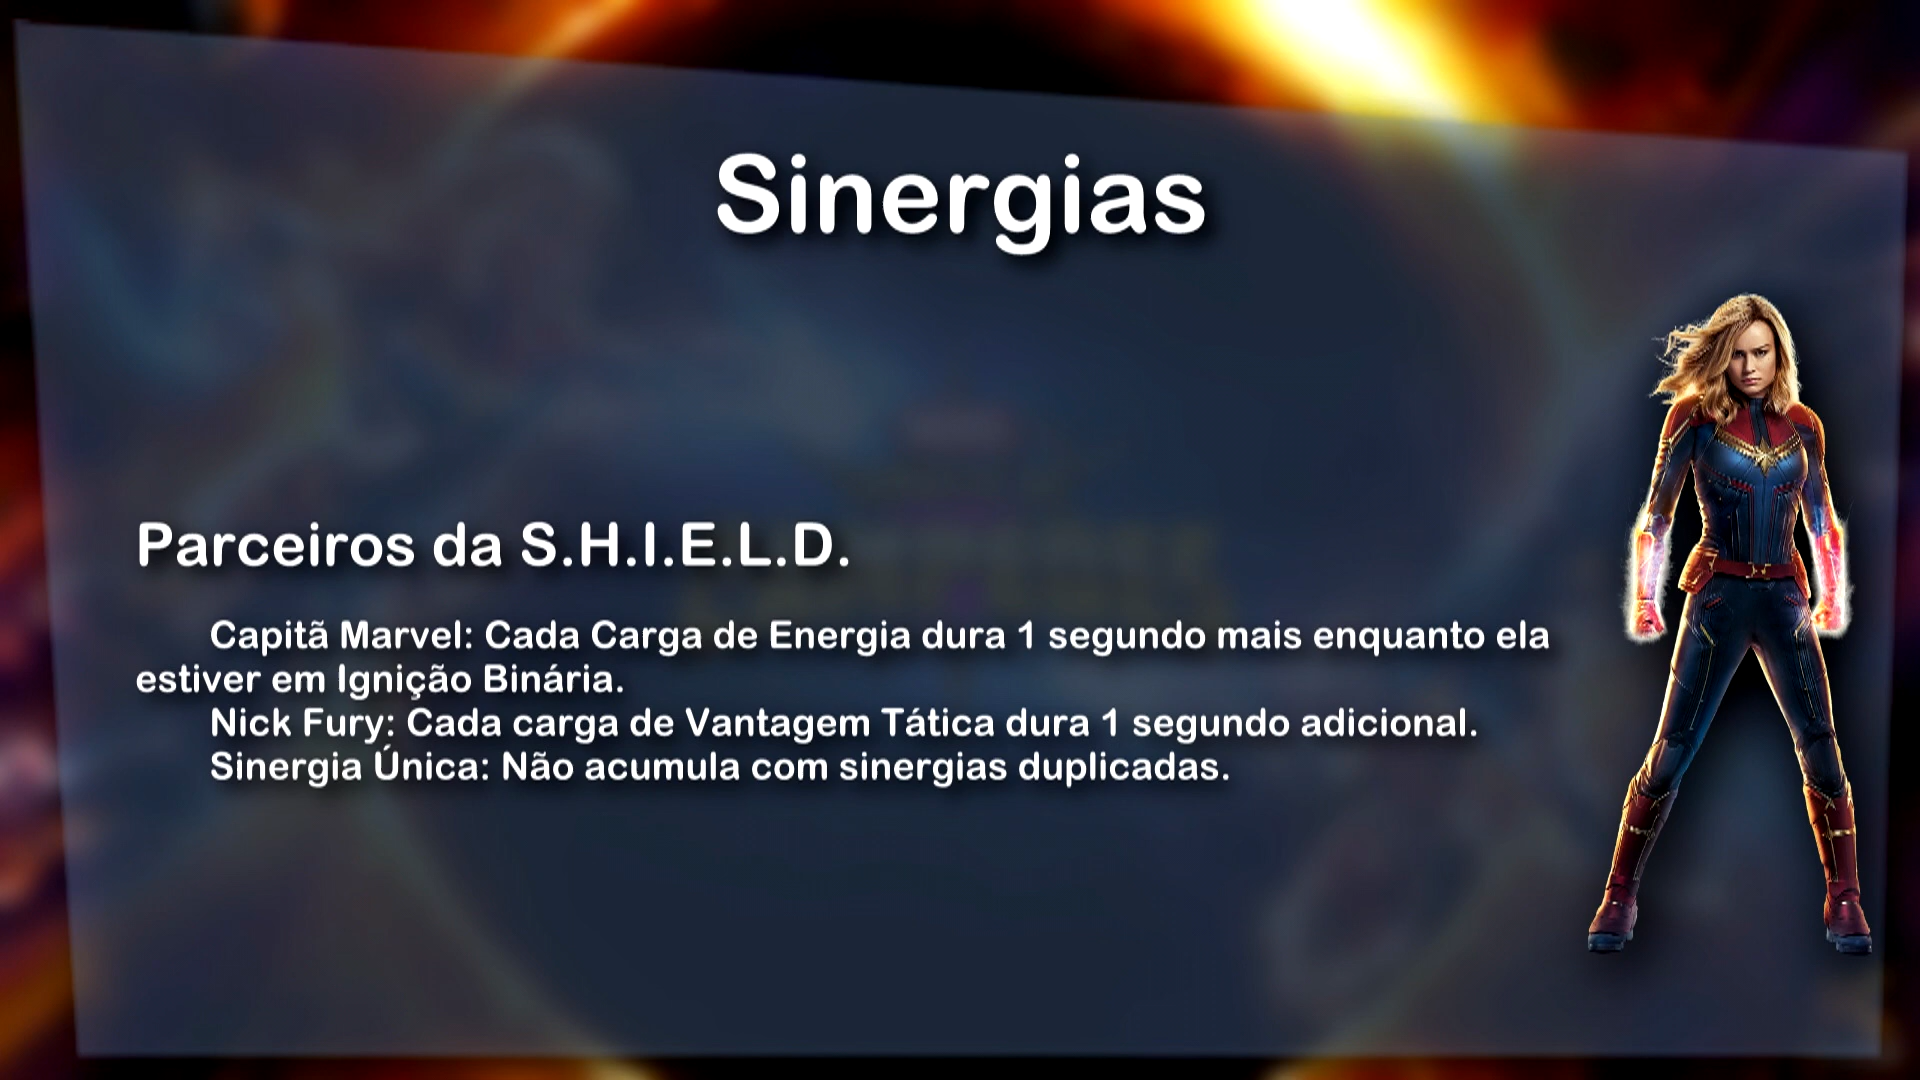 Sinergias
Parceiros da S.H.I.E.L.D.
Capitã Marvel: Cada Carga de Energia dura 1 segundo mais enquanto ela
estiver em Ignição Binária.
Nick Fury: Cada carga de Vantagem Tática dura 1 segundo adicional.
Sinergia Única: Não acumula com sinergias duplicadas.